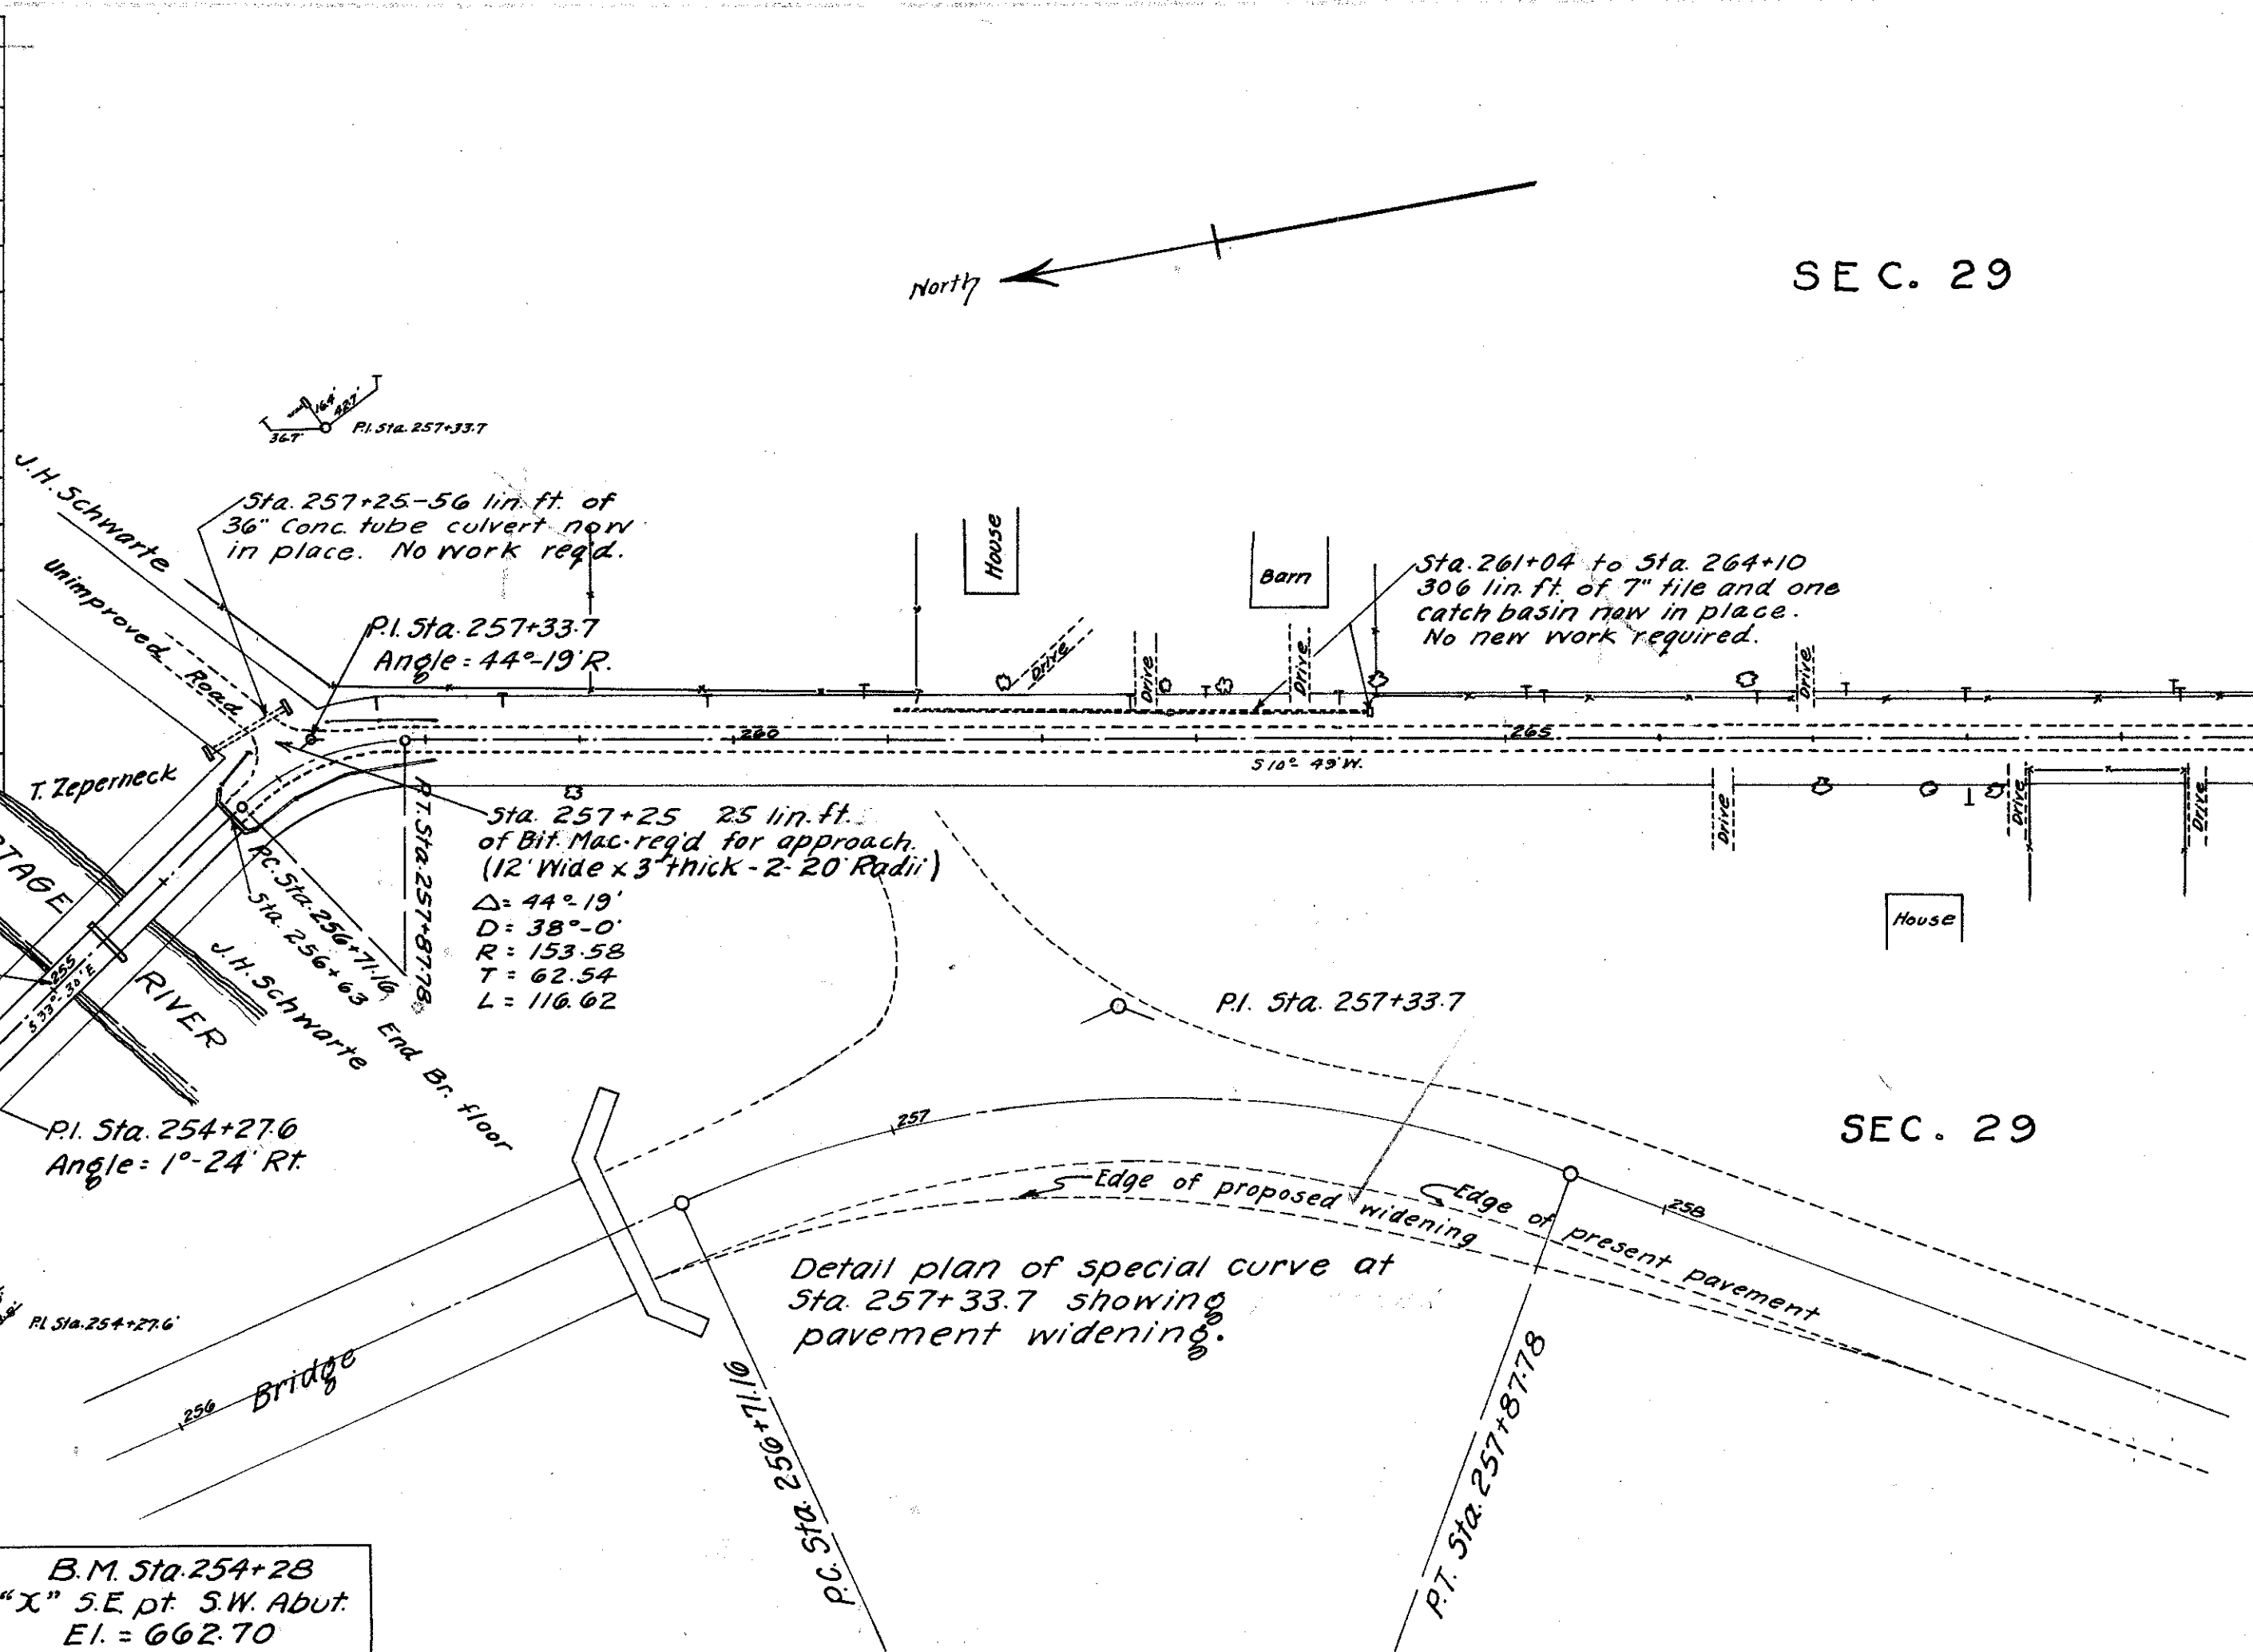 North
SEC. 29
16.4'
42.7'
36.7'
P.I. Sta. 257+33.7
J.H. Schwarte
Unimproved Road
Sta. 257+25-56 lin. ft. of
36" Conc. tube culvert now
in place. No work req'd.
P.I. Sta. 257+33.7
Angle = 44°-19' R.
House
Barn
Sta. 261+04 to Sta. 264+10
306 lin. ft. of 7" tile and one
catch basin now in place.
No new work required.
Drive
Drive
Drive
Drive
260
265
S 10°- 49' W.
T. Zeperneck
Sta. 257+25 25 lin. ft.
of Bit. Mac. req'd for approach.
(12' Wide x 3" thick - 2- 20' Radii)
Δ = 44°-19'
D = 38°-0'
R = 153.58
T = 62.54
L = 116.62
P.T. Sta. 257+87.78
P.C. Sta. 256+71.16
Sta. 256+63 End Br. floor
J.H. Schwarte
TAGE
RIVER
255
S 33°- 30' E
Drive
Drive
Drive
House
P.I. Sta. 254+27.6
Angle = 1°-24' Rt.
P.I. Sta. 257+33.7
257
SEC. 29
Edge of proposed widening
Edge of present pavement
258
Detail plan of special curve at
Sta. 257+33.7 showing
pavement widening.
P.I. Sta. 254+27.6
Bridge
256
P.C. Sta. 256+71.16
P.T. Sta. 257+87.78
B.M. Sta. 254+28
"X" S.E. pt. S.W. Abut.
El. = 662.70